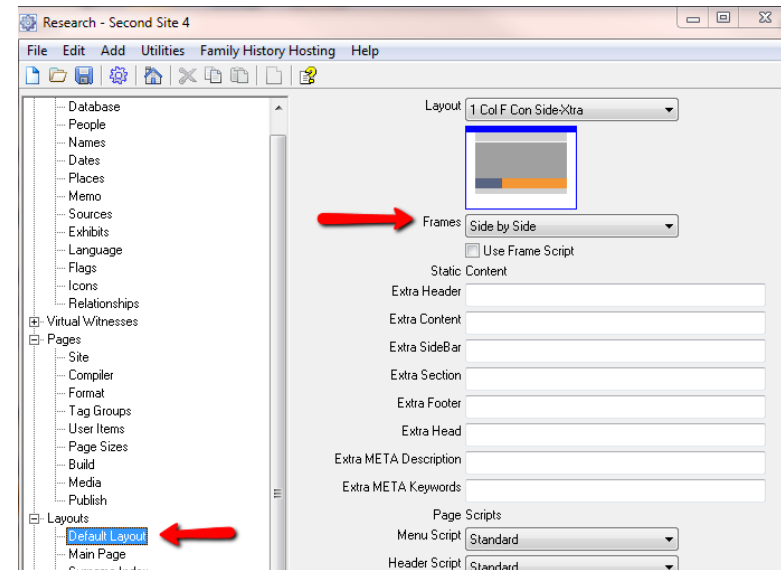 Research - Second Site 4
File Edit Add Utilities Family History Hosting Help
Database
People
Names
Dates
Places
Memo
Sources
Exhibits
Language
Flags
Icons
Relationships
Virtual Witnesses
Pages
Site
Compiler
Format
Tag Groups
User Items
Page Sizes
Build
Media
Publish
Layouts
Default Layout
Main Page
Surname Index
Layout 1 Col F Con Side-Xtra
Frames Side by Side
Use Frame Script
Static Content
Extra Header
Extra Content
Extra SideBar
Extra Section
Extra Footer
Extra Head
Extra META Description
Extra META Keywords
Page Scripts
Menu Script Standard
Header Script Standard